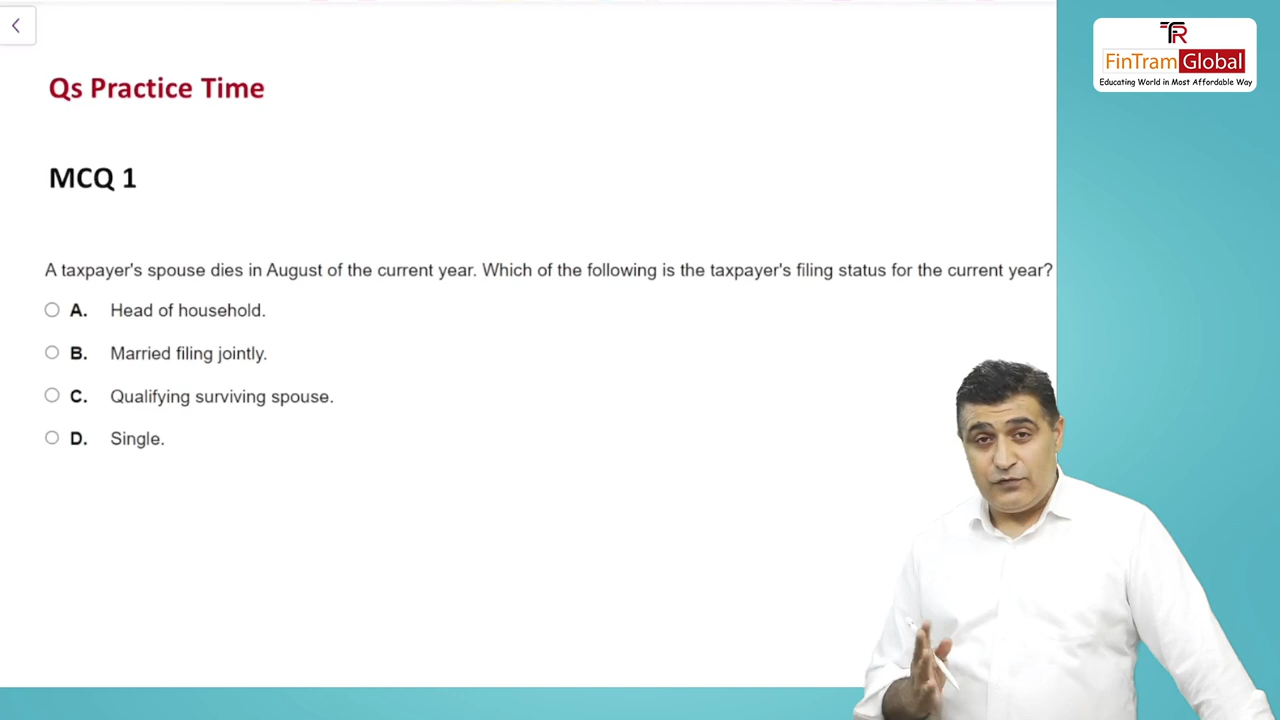 Qs Practice Time
MCQ 1
A taxpayer's spouse dies in August of the current year. Which of the following is the taxpayer's filing status for the current year?
A. Head of household.
B. Married filing jointly.
C. Qualifying surviving spouse.
D. Single.
TR
FinTram Global
Educating World in Most Affordable Way